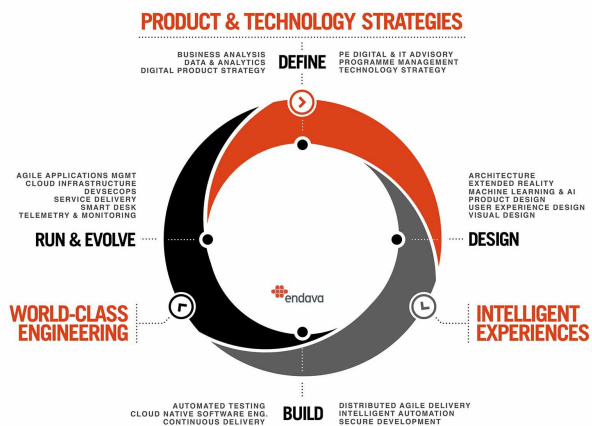 PRODUCT & TECHNOLOGY STRATEGIES
BUSINESS ANALYSIS
DATA & ANALYTICS
DIGITAL PRODUCT STRATEGY
DEFINE
PE DIGITAL & IT ADVISORY
PROGRAMME MANAGEMENT
TECHNOLOGY STRATEGY
AGILE APPLICATIONS MGMT
CLOUD INFRASTRUCTURE
DEVSECOPS
SERVICE DELIVERY
SMART DESK
TELEMETRY & MONITORING
RUN & EVOLVE
ARCHITECTURE
EXTENDED REALITY
MACHINE LEARNING & AI
PRODUCT DESIGN
USER EXPERIENCE DESIGN
VISUAL DESIGN
DESIGN
endava
WORLD-CLASS
ENGINEERING
INTELLIGENT
EXPERIENCES
AUTOMATED TESTING
CLOUD NATIVE SOFTWARE ENG.
CONTINUOUS DELIVERY
BUILD
DISTRIBUTED AGILE DELIVERY
INTELLIGENT AUTOMATION
SECURE DEVELOPMENT